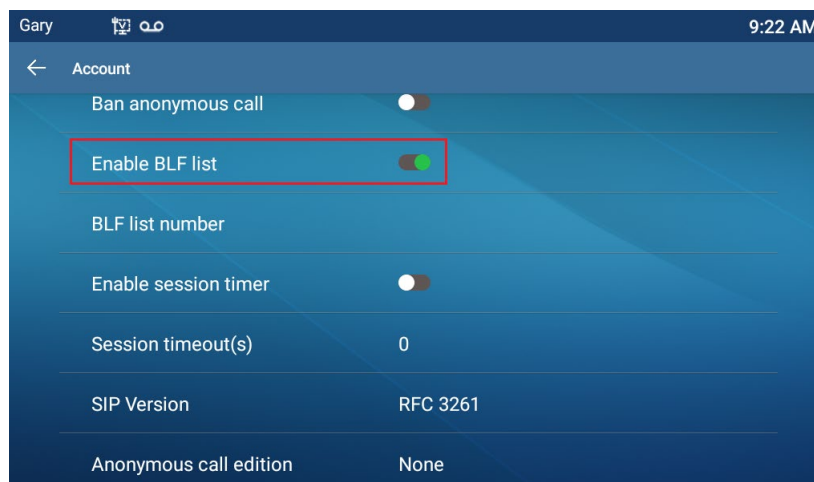 Gary 9:22 AM
Account
Ban anonymous call
Enable BLF list
BLF list number
Enable session timer
Session timeout(s) 0
SIP Version RFC 3261
Anonymous call edition None